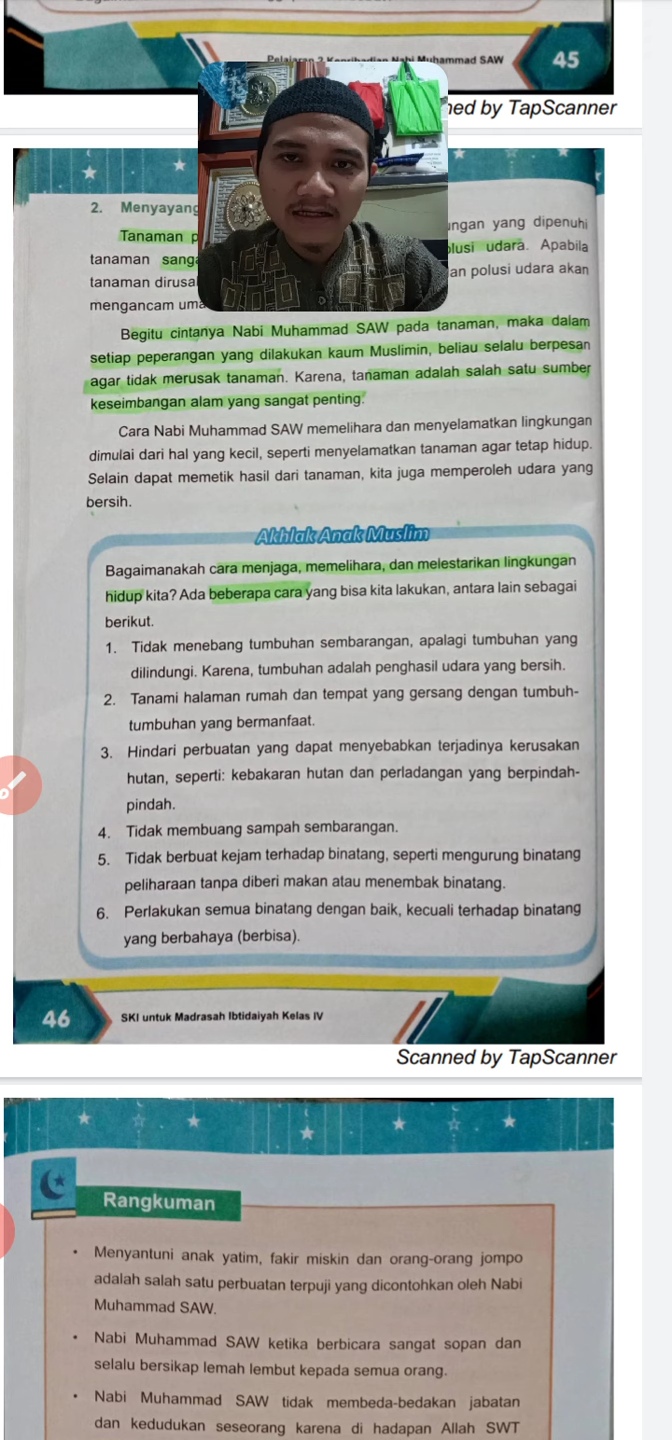 Pelajaran 2 Kepribadian Nabi Muhammad SAW
45
ned by TapScanner
2. Menyayang
Tanaman p
ungan yang dipenuhi
tanaman sanga
olusi udara. Apabila
tanaman dirusa
an polusi udara akan
mengancam uma
Begitu cintanya Nabi Muhammad SAW pada tanaman, maka dalam
setiap peperangan yang dilakukan kaum Muslimin, beliau selalu berpesan
agar tidak merusak tanaman. Karena, tanaman adalah salah satu sumber
keseimbangan alam yang sangat penting.
Cara Nabi Muhammad SAW memelihara dan menyelamatkan lingkungan
dimulai dari hal yang kecil, seperti menyelamatkan tanaman agar tetap hidup.
Selain dapat memetik hasil dari tanaman, kita juga memperoleh udara yang
bersih.
Akhlak Anak Muslim
Bagaimanakah cara menjaga, memelihara, dan melestarikan lingkungan
hidup kita? Ada beberapa cara yang bisa kita lakukan, antara lain sebagai
berikut.
1. Tidak menebang tumbuhan sembarangan, apalagi tumbuhan yang
dilindungi. Karena, tumbuhan adalah penghasil udara yang bersih.
2. Tanami halaman rumah dan tempat yang gersang dengan tumbuh-
tumbuhan yang bermanfaat.
3. Hindari perbuatan yang dapat menyebabkan terjadinya kerusakan
hutan, seperti: kebakaran hutan dan perladangan yang berpindah-
pindah.
4. Tidak membuang sampah sembarangan.
5. Tidak berbuat kejam terhadap binatang, seperti mengurung binatang
peliharaan tanpa diberi makan atau menembak binatang.
6. Perlakukan semua binatang dengan baik, kecuali terhadap binatang
yang berbahaya (berbisa).
46
SKI untuk Madrasah Ibtidaiyah Kelas IV
Scanned by TapScanner
Rangkuman
• Menyantuni anak yatim, fakir miskin dan orang-orang jompo
adalah salah satu perbuatan terpuji yang dicontohkan oleh Nabi
Muhammad SAW.
• Nabi Muhammad SAW ketika berbicara sangat sopan dan
selalu bersikap lemah lembut kepada semua orang.
• Nabi Muhammad SAW tidak membeda-bedakan jabatan
dan kedudukan seseorang karena di hadapan Allah SWT